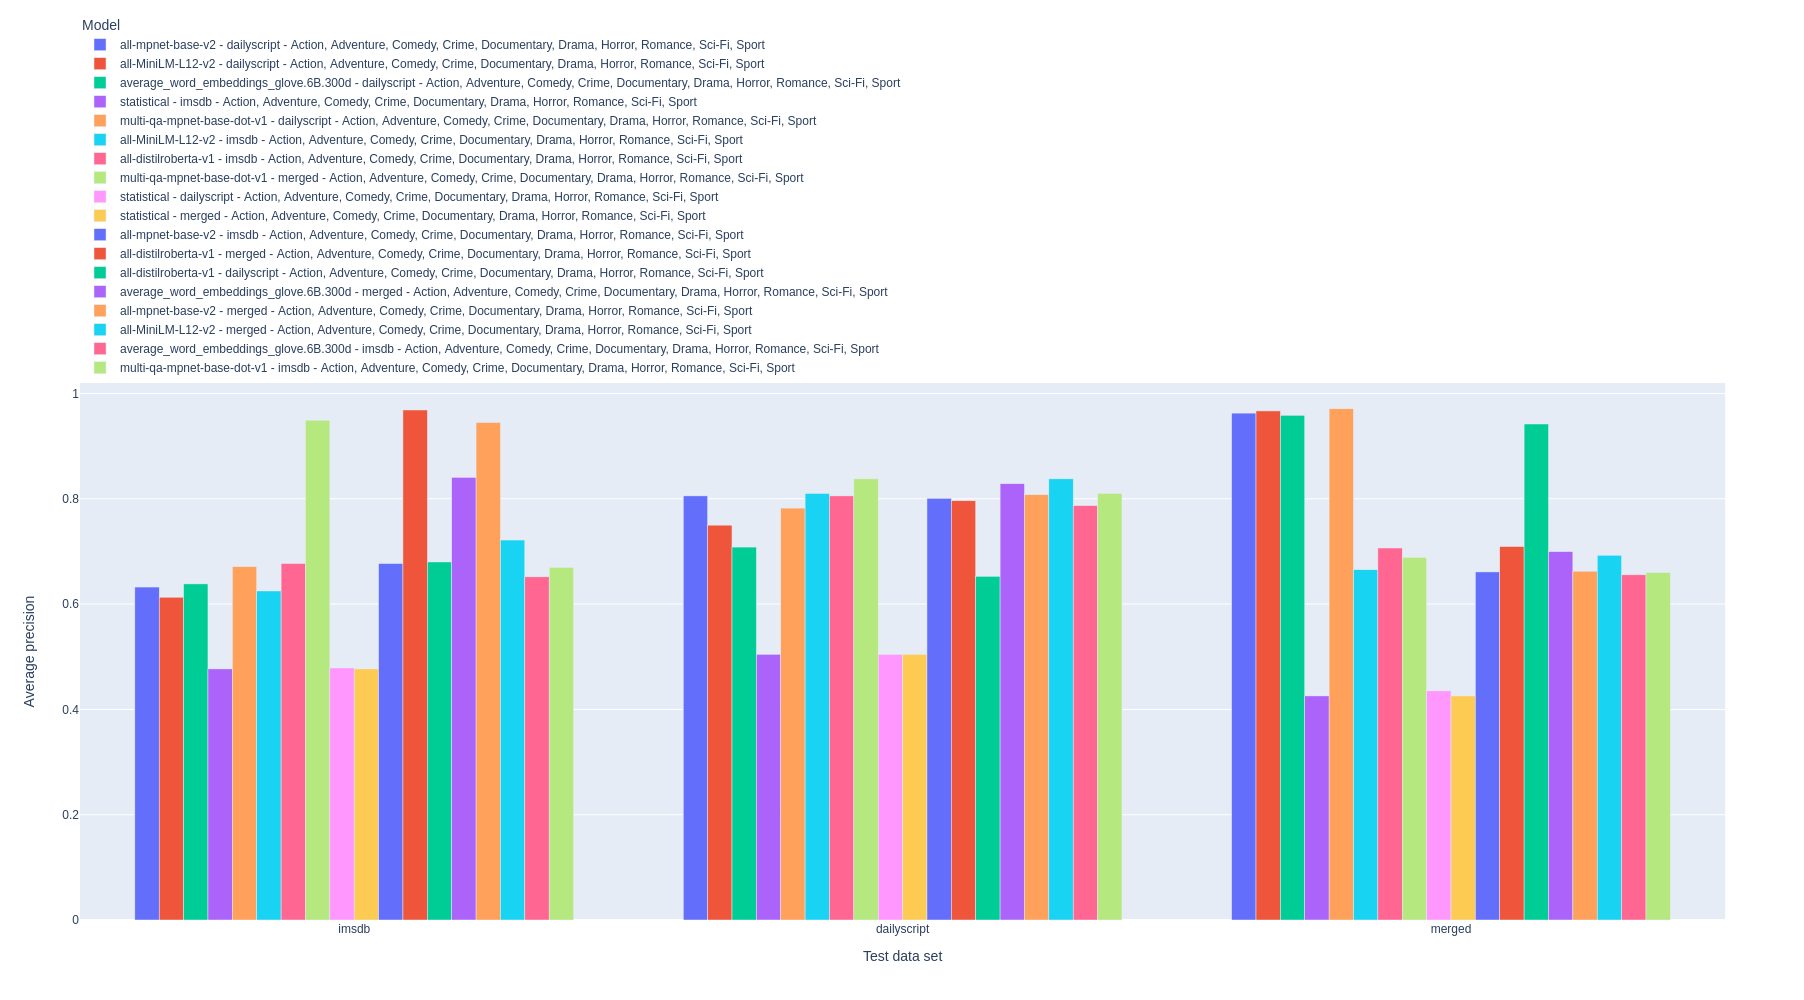 Model
all-mpnet-base-v2 - dailyscript - Action, Adventure, Comedy, Crime, Documentary, Drama, Horror, Romance, Sci-Fi, Sport
all-MiniLM-L12-v2 - dailyscript - Action, Adventure, Comedy, Crime, Documentary, Drama, Horror, Romance, Sci-Fi, Sport
average_word_embeddings_glove.6B.300d - dailyscript - Action, Adventure, Comedy, Crime, Documentary, Drama, Horror, Romance, Sci-Fi, Sport
statistical - imsdb - Action, Adventure, Comedy, Crime, Documentary, Drama, Horror, Romance, Sci-Fi, Sport
multi-qa-mpnet-base-dot-v1 - dailyscript - Action, Adventure, Comedy, Crime, Documentary, Drama, Horror, Romance, Sci-Fi, Sport
all-MiniLM-L12-v2 - imsdb - Action, Adventure, Comedy, Crime, Documentary, Drama, Horror, Romance, Sci-Fi, Sport
all-distilroberta-v1 - imsdb - Action, Adventure, Comedy, Crime, Documentary, Drama, Horror, Romance, Sci-Fi, Sport
multi-qa-mpnet-base-dot-v1 - merged - Action, Adventure, Comedy, Crime, Documentary, Drama, Horror, Romance, Sci-Fi, Sport
statistical - dailyscript - Action, Adventure, Comedy, Crime, Documentary, Drama, Horror, Romance, Sci-Fi, Sport
statistical - merged - Action, Adventure, Comedy, Crime, Documentary, Drama, Horror, Romance, Sci-Fi, Sport
all-mpnet-base-v2 - imsdb - Action, Adventure, Comedy, Crime, Documentary, Drama, Horror, Romance, Sci-Fi, Sport
all-distilroberta-v1 - merged - Action, Adventure, Comedy, Crime, Documentary, Drama, Horror, Romance, Sci-Fi, Sport
all-distilroberta-v1 - dailyscript - Action, Adventure, Comedy, Crime, Documentary, Drama, Horror, Romance, Sci-Fi, Sport
average_word_embeddings_glove.6B.300d - merged - Action, Adventure, Comedy, Crime, Documentary, Drama, Horror, Romance, Sci-Fi, Sport
all-mpnet-base-v2 - merged - Action, Adventure, Comedy, Crime, Documentary, Drama, Horror, Romance, Sci-Fi, Sport
all-MiniLM-L12-v2 - merged - Action, Adventure, Comedy, Crime, Documentary, Drama, Horror, Romance, Sci-Fi, Sport
average_word_embeddings_glove.6B.300d - imsdb - Action, Adventure, Comedy, Crime, Documentary, Drama, Horror, Romance, Sci-Fi, Sport
multi-qa-mpnet-base-dot-v1 - imsdb - Action, Adventure, Comedy, Crime, Documentary, Drama, Horror, Romance, Sci-Fi, Sport
1
0.8
0.6
0.4
0.2
0
Average precision
imsdb
dailyscript
merged
Test data set